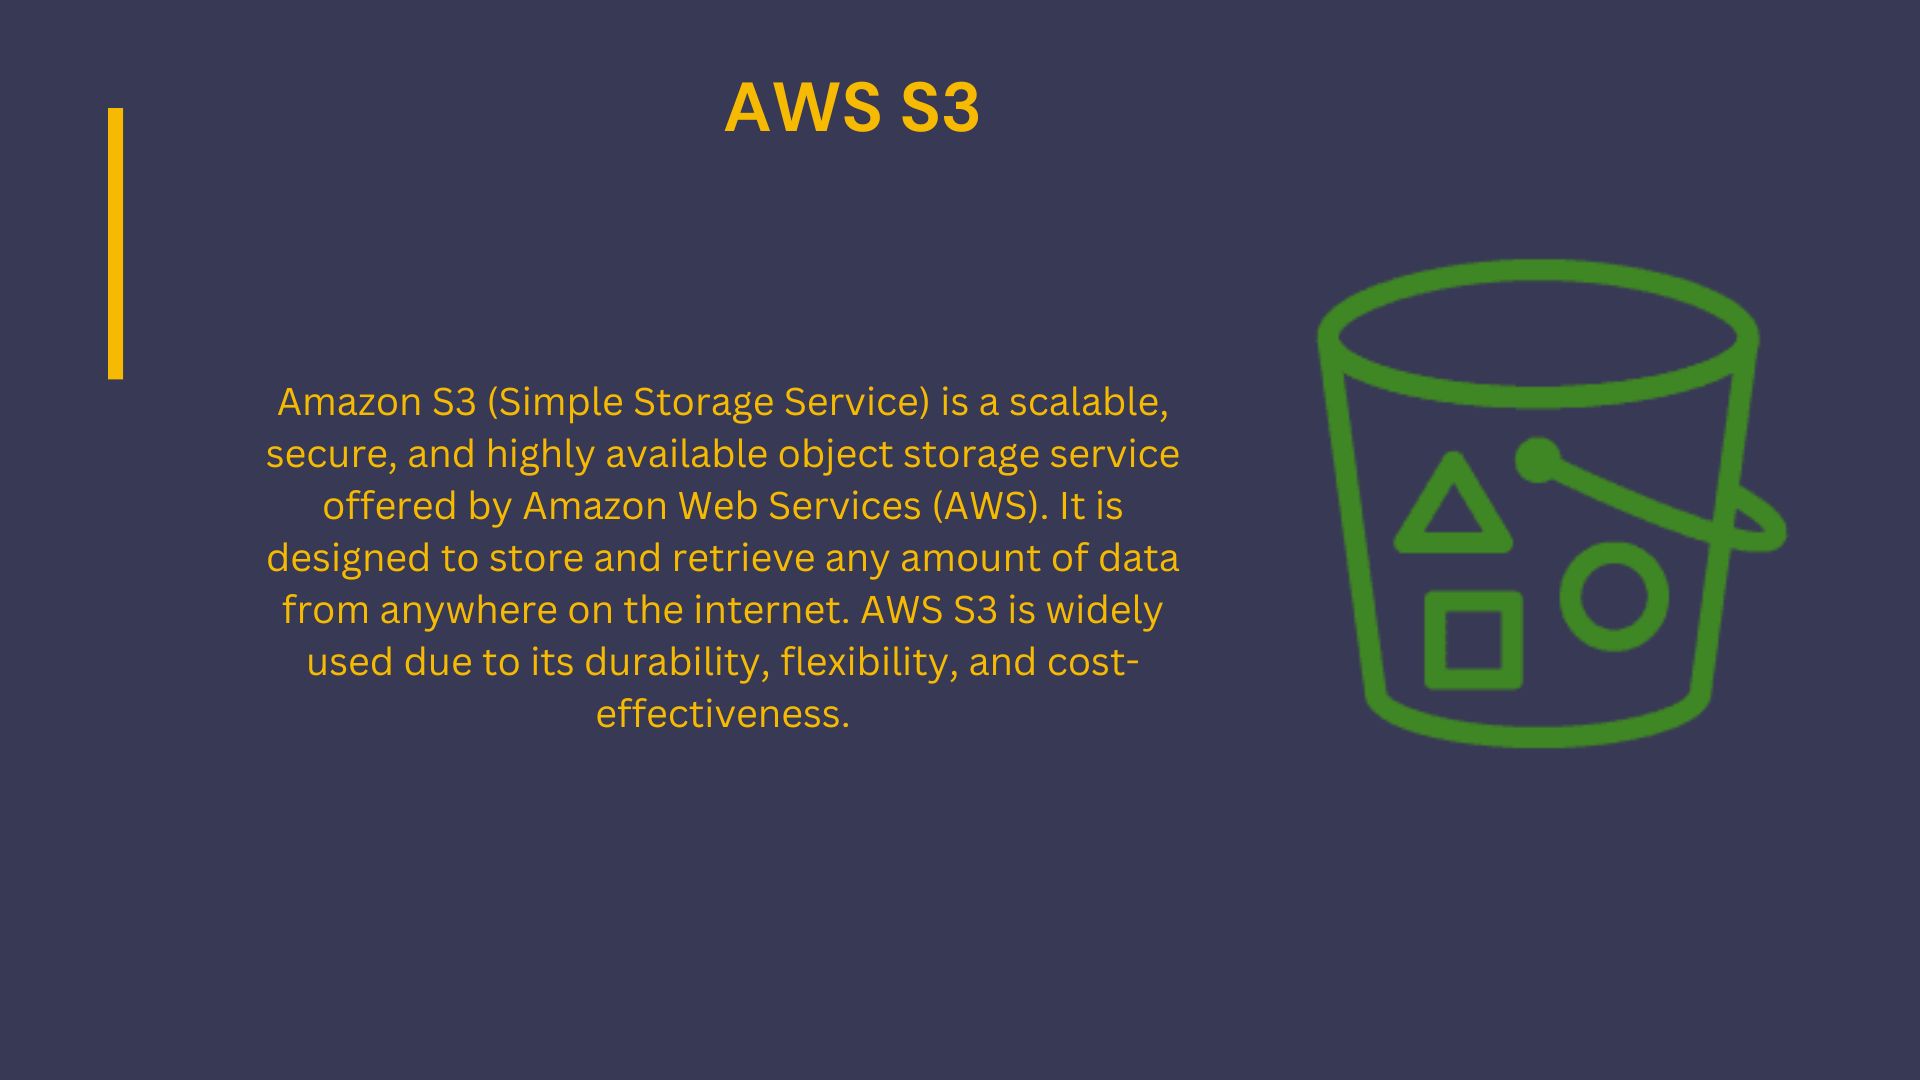 AWS S3
Amazon S3 (Simple Storage Service) is a scalable,
secure, and highly available object storage service
offered by Amazon Web Services (AWS). It is
designed to store and retrieve any amount of data
from anywhere on the internet. AWS S3 is widely
used due to its durability, flexibility, and cost-
effectiveness.